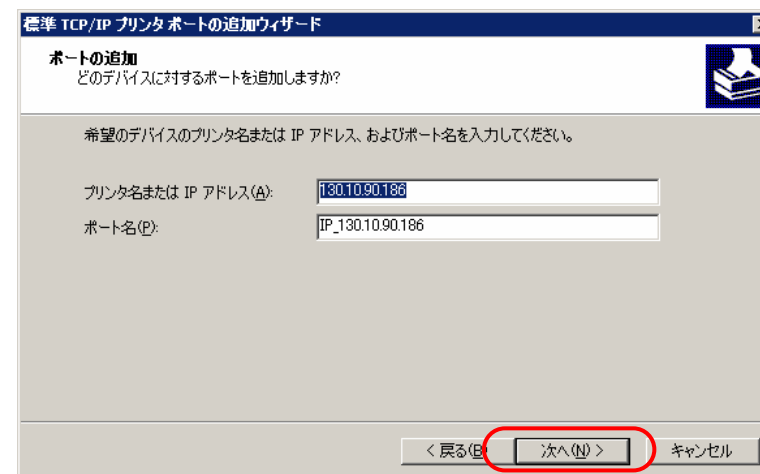 標準 TCP/IP プリンタ ポートの追加ウィザード
ポートの追加
どのデバイスに対するポートを追加しますか?
希望のデバイスのプリンタ名または IP アドレス、およびポート名を入力してください。
プリンタ名または IP アドレス(A): 130.10.90.186
ポート名(P): IP_130.10.90.186
< 戻る(B) 次へ(N) > キャンセル